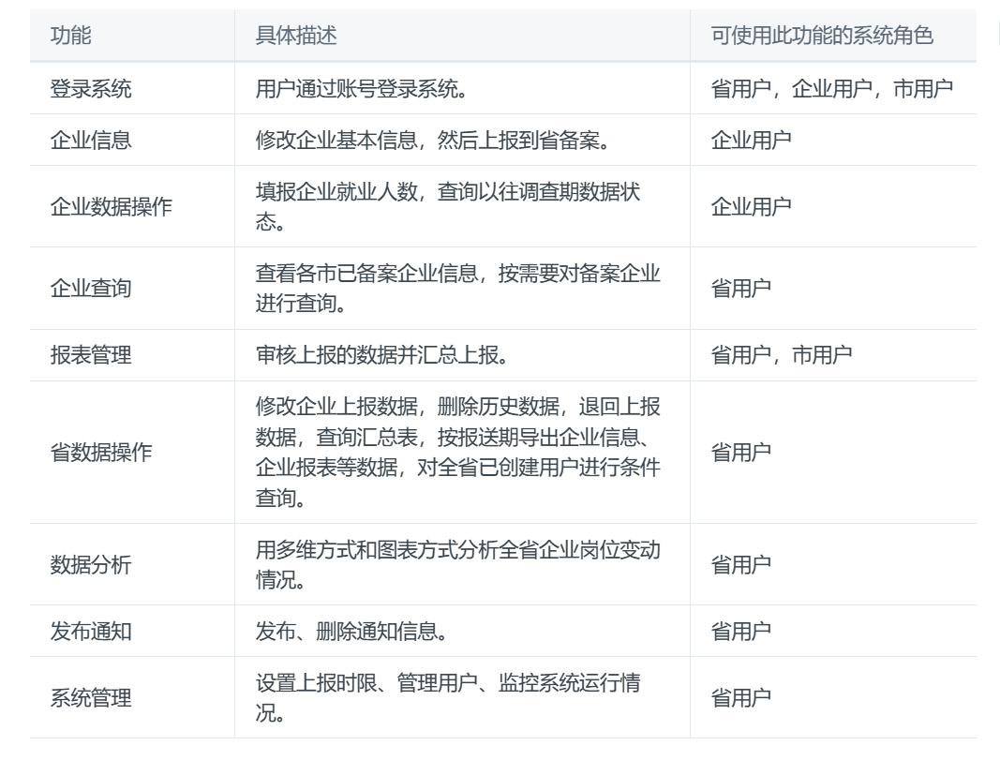 功能 具体描述 可使用此功能的系统角色
登录系统 用户通过账号登录系统。 省用户，企业用户，市用户
企业信息 修改企业基本信息，然后上报到省备案。 企业用户
企业数据操作 填报企业就业人数，查询以往调查期数据状
态。 企业用户
企业查询 查看各市已备案企业信息，按需要对备案企业
进行查询。 省用户
报表管理 审核上报的数据并汇总上报。 省用户，市用户
省数据操作 修改企业上报数据，删除历史数据，退回上报
数据，查询汇总表，按报送期导出企业信息、
企业报表等数据，对全省已创建用户进行条件
查询。 省用户
数据分析 用多维方式和图表方式分析全省企业岗位变动
情况。 省用户
发布通知 发布、删除通知信息。 省用户
系统管理 设置上报时限、管理用户、监控系统运行情
况。 省用户